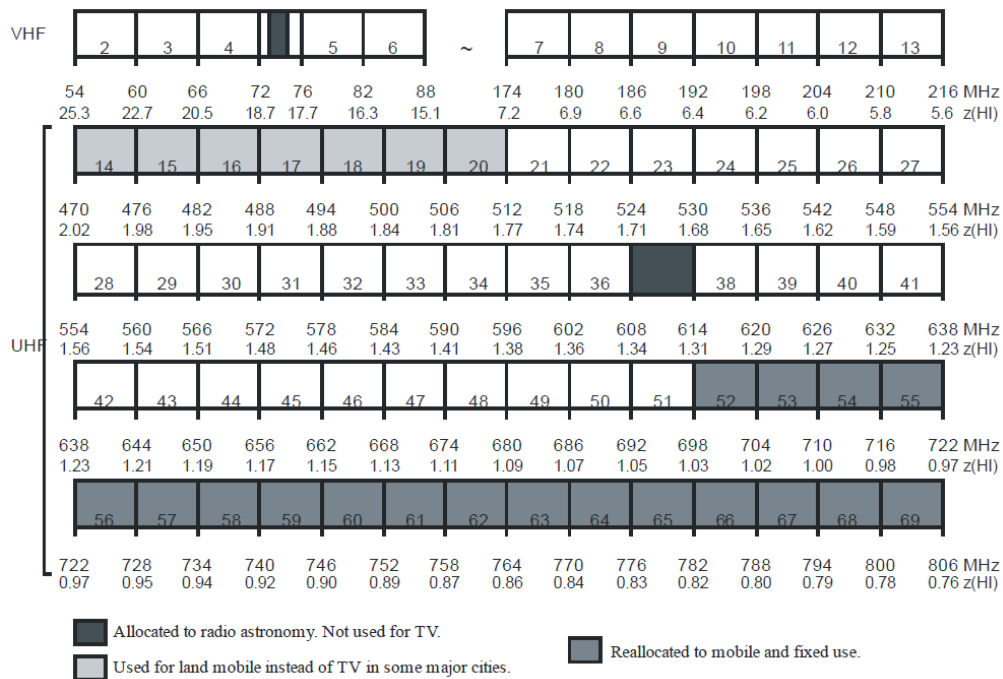 VHF
2 3 4 5 6 ~ 7 8 9 10 11 12 13
54 60 66 72 76 82 88 174 180 186 192 198 204 210 216 MHz
25.3 22.7 20.5 18.7 17.7 16.3 15.1 7.2 6.9 6.6 6.4 6.2 6.0 5.8 5.6 z(HI)
14 15 16 17 18 19 20 21 22 23 24 25 26 27
470 476 482 488 494 500 506 512 518 524 530 536 542 548 554 MHz
2.02 1.98 1.95 1.91 1.88 1.84 1.81 1.77 1.74 1.71 1.68 1.65 1.62 1.59 1.56 z(HI)
28 29 30 31 32 33 34 35 36 38 39 40 41
554 560 566 572 578 584 590 596 602 608 614 620 626 632 638 MHz
UHF
1.56 1.54 1.51 1.48 1.46 1.43 1.41 1.38 1.36 1.34 1.31 1.29 1.27 1.25 1.23 z(HI)
42 43 44 45 46 47 48 49 50 51 52 53 54 55
638 644 650 656 662 668 674 680 686 692 698 704 710 716 722 MHz
1.23 1.21 1.19 1.17 1.15 1.13 1.11 1.09 1.07 1.05 1.03 1.02 1.00 0.98 0.97 z(HI)
56 57 58 59 60 61 62 63 64 65 66 67 68 69
722 728 734 740 746 752 758 764 770 776 782 788 794 800 806 MHz
0.97 0.95 0.94 0.92 0.90 0.89 0.87 0.86 0.84 0.83 0.82 0.80 0.79 0.78 0.76 z(HI)
Allocated to radio astronomy. Not used for TV.
Used for land mobile instead of TV in some major cities.
Reallocated to mobile and fixed use.